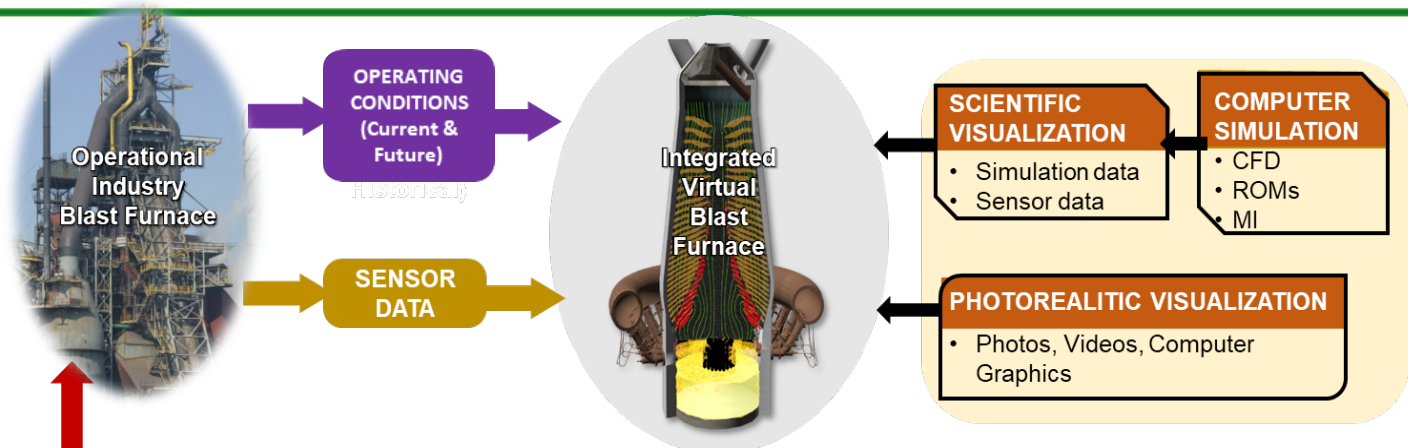 Operational
Industry
Blast Furnace
OPERATING
CONDITIONS
(Current &
Future)
Historical)
SENSOR
DATA
Integrated
Virtual
Blast
Furnace
SCIENTIFIC
VISUALIZATION
• Simulation data
• Sensor data
COMPUTER
SIMULATION
• CFD
• ROMs
• MI
PHOTOREALITIC VISUALIZATION
• Photos, Videos, Computer
Graphics